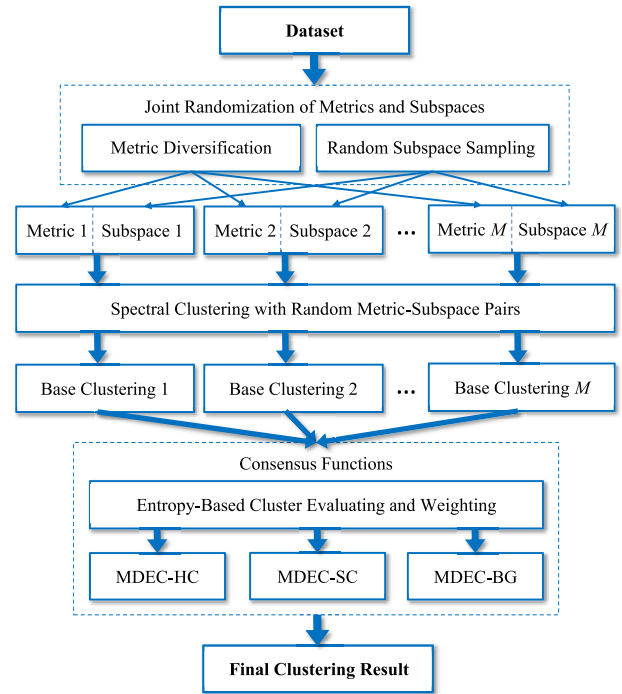 Dataset
Joint Randomization of Metrics and Subspaces
Metric Diversification
Random Subspace Sampling
Metric 1 Subspace 1
Metric 2 Subspace 2
...
Metric M Subspace M
Spectral Clustering with Random Metric-Subspace Pairs
Base Clustering 1
Base Clustering 2
...
Base Clustering M
Consensus Functions
Entropy-Based Cluster Evaluating and Weighting
MDEC-HC
MDEC-SC
MDEC-BG
Final Clustering Result